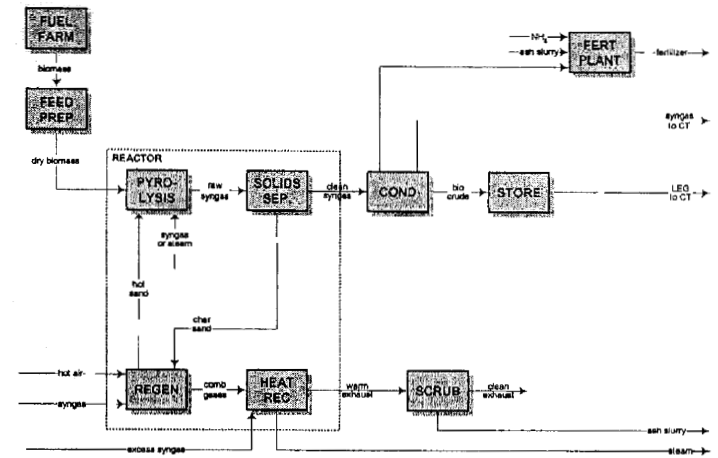 FUEL
FARM
biomass
FEED
PREP
dry biomass
REACTOR
PYRO-
LYSIS
raw
syngas
SOLIDS
SEP.
clean
syngas
COND.
bio
crude
STORE
LEG
to CT
syngas
to CT
NH3
ash slurry
FERT
PLANT
fertilizer
syngas
or steam
hot
sand
char
sand
hot air
syngas
REGEN
comb
gases
HEAT
REC
warm
exhaust
SCRUB
clean
exhaust
ash slurry
excess syngas
steam